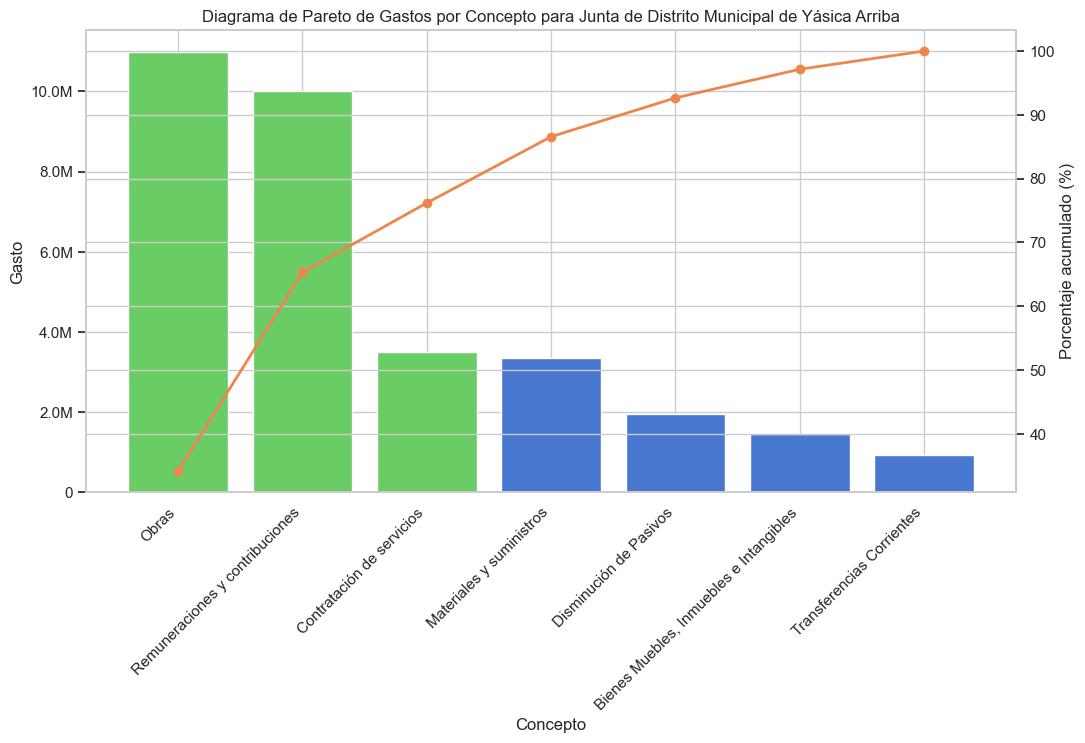 Diagrama de Pareto de Gastos por Concepto para Junta de Distrito Municipal de Yásica Arriba
Gasto
10.0M
8.0M
6.0M
4.0M
2.0M
0
100
90
80
70
60
50
40
Porcentaje acumulado (%)
Obras
Remuneraciones y contribuciones
Contratación de servicios
Materiales y suministros
Disminución de Pasivos
Bienes Muebles, Inmuebles e Intangibles
Transferencias Corrientes
Concepto